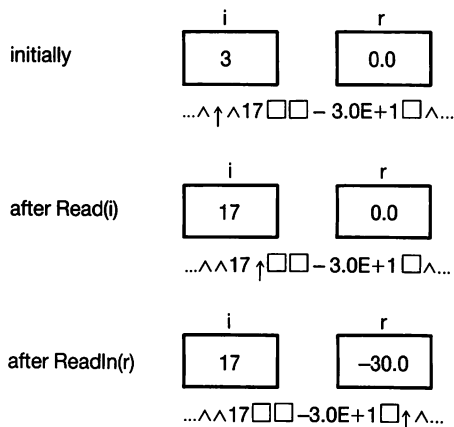 i r
initially 3 0.0
...∧↑∧17□□– 3.0E+1□∧...
i r
after Read(i) 17 0.0
...∧∧17↑□□–3.0E+1□∧...
i r
after Readln(r) 17 –30.0
...∧∧17□□–3.0E+1□↑∧...